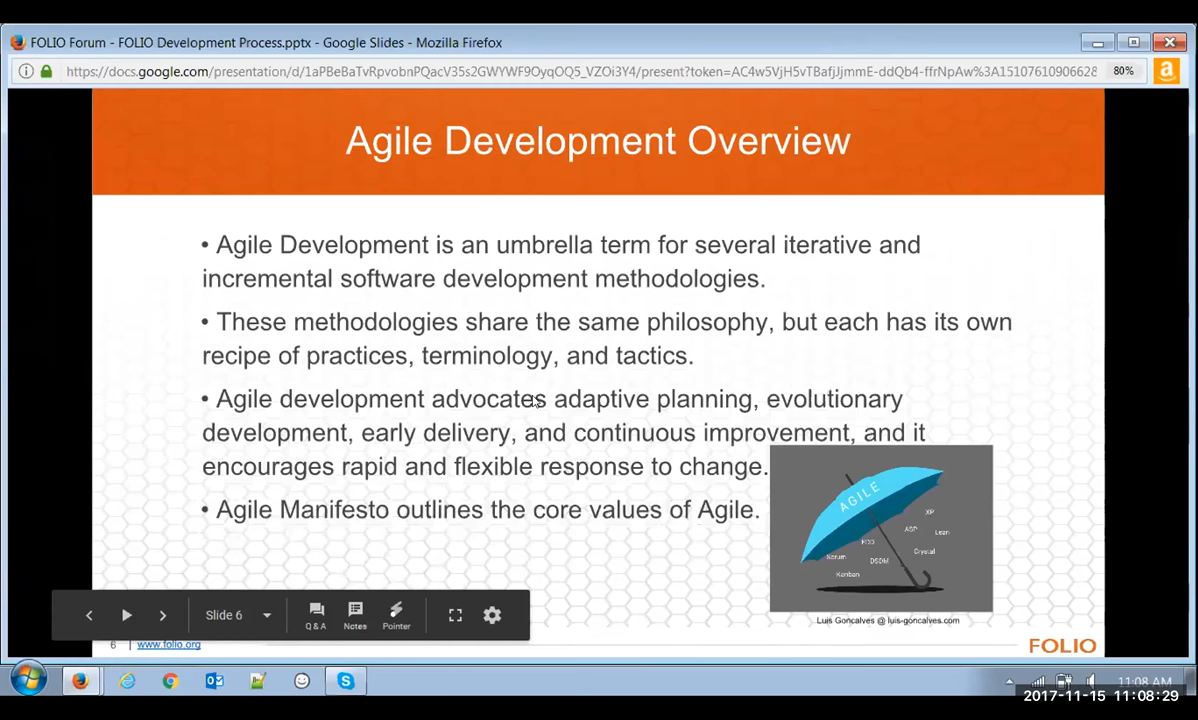 FOLIO Forum - FOLIO Development Process.pptx - Google Slides - Mozilla Firefox
https://docs.google.com/presentation/d/1aPBeBaTvRpvobnPQacV35s2GWYWF9OyqOQ5_VZOi3Y4/present?token=AC4w5VjH5vTBafjJjmmE-ddQb4-ffrNpAw%3A15107610906628
80%
Agile Development Overview
• Agile Development is an umbrella term for several iterative and
incremental software development methodologies.
• These methodologies share the same philosophy, but each has its own
recipe of practices, terminology, and tactics.
• Agile development advocates adaptive planning, evolutionary
development, early delivery, and continuous improvement, and it
encourages rapid and flexible response to change.
• Agile Manifesto outlines the core values of Agile.
AGILE
XP
ASP Lean
FDD
Scrum DSDM Crystal
Kanban
Luis Goncalves @ luis-goncalves.com
Slide 6
Q & A Notes Pointer
6 | www.folio.org
FOLIO
11:08 AM
2017-11-15 11:08:29